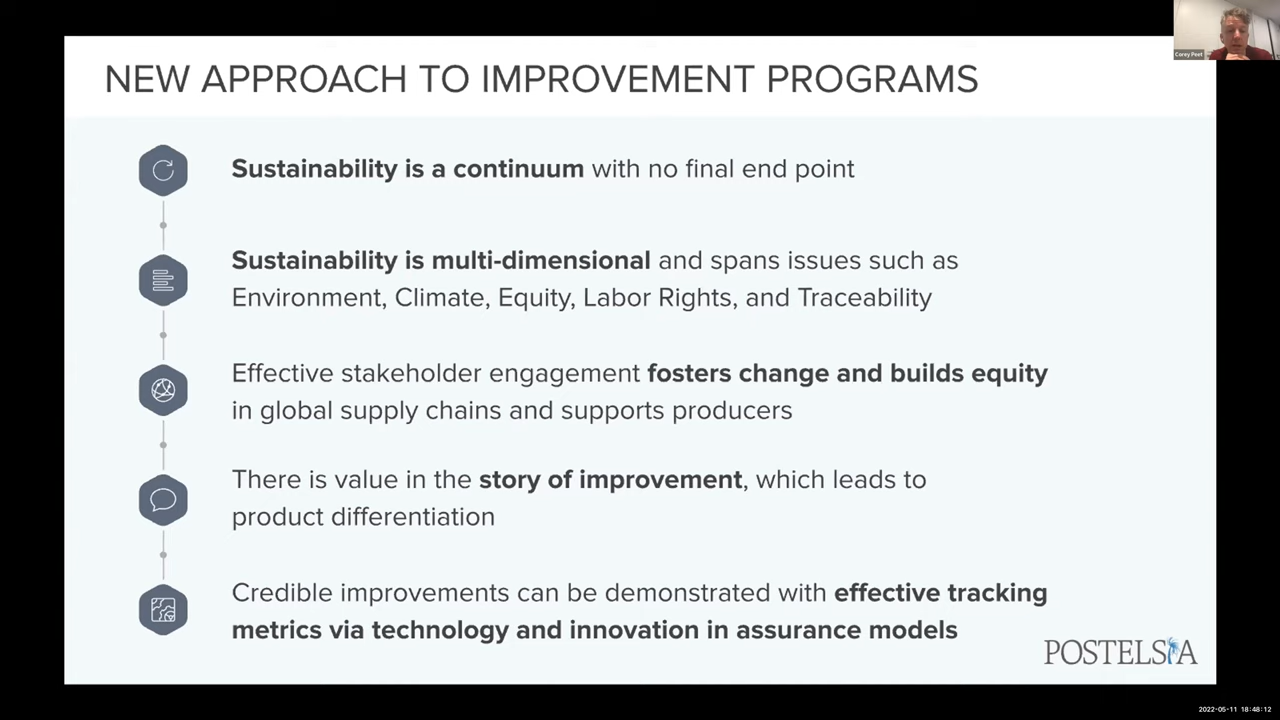 NEW APPROACH TO IMPROVEMENT PROGRAMS
Corey Peet
Sustainability is a continuum with no final end point
Sustainability is multi-dimensional and spans issues such as
Environment, Climate, Equity, Labor Rights, and Traceability
Effective stakeholder engagement fosters change and builds equity
in global supply chains and supports producers
There is value in the story of improvement, which leads to
product differentiation
Credible improvements can be demonstrated with effective tracking
metrics via technology and innovation in assurance models
POSTELSIA
2022-05-11 18:48:12